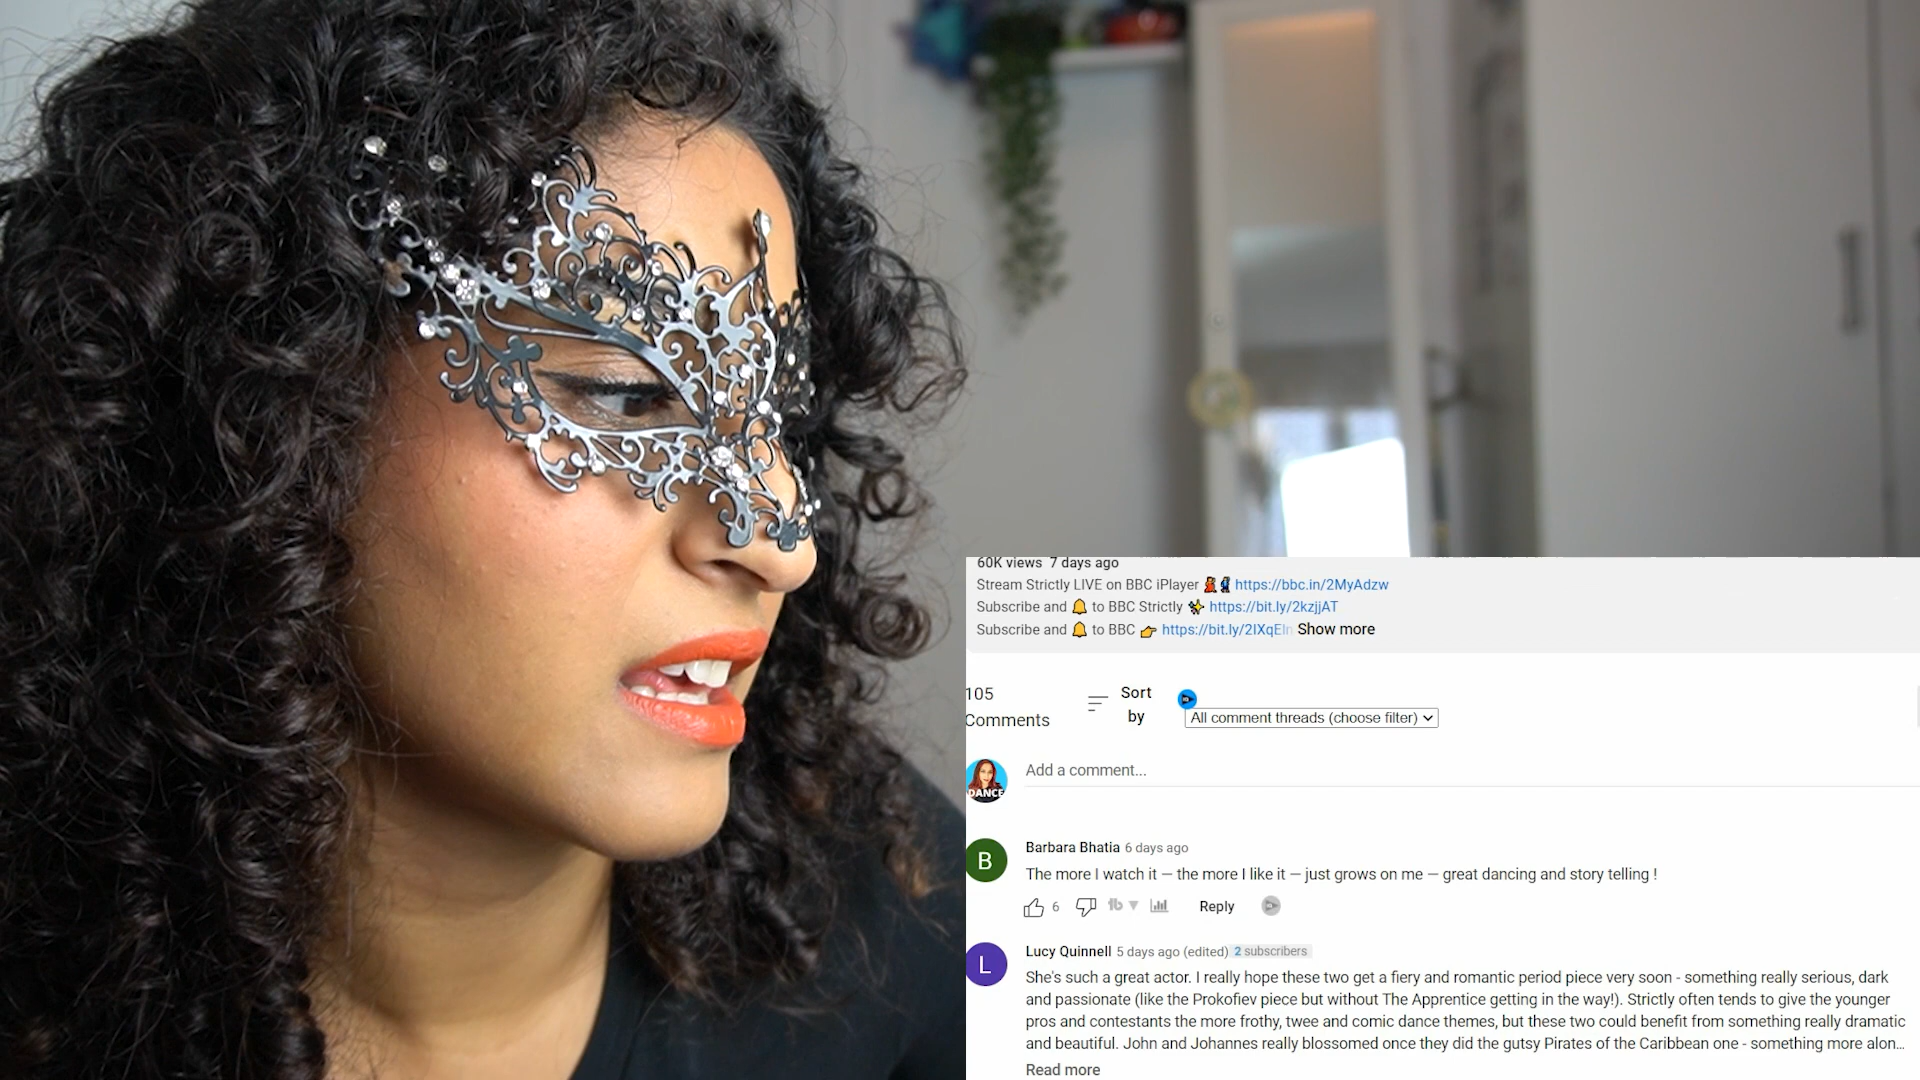 60K views 7 days ago
Stream Strictly LIVE on BBC iPlayer 💃🕺 https://bbc.in/2MyAdzw
Subscribe and 🔔 to BBC Strictly ✨ https://bit.ly/2kzjjAT
Subscribe and 🔔 to BBC 👉 https://bit.ly/2IXqEIn Show more
105
Comments
Sort
by
All comment threads (choose filter)
DANCE
Add a comment...
B
Barbara Bhatia 6 days ago
The more I watch it — the more I like it — just grows on me — great dancing and story telling !
6
Reply
L
Lucy Quinnell 5 days ago (edited) 2 subscribers
She's such a great actor. I really hope these two get a fiery and romantic period piece very soon - something really serious, dark
and passionate (like the Prokofiev piece but without The Apprentice getting in the way!). Strictly often tends to give the younger
pros and contestants the more frothy, twee and comic dance themes, but these two could benefit from something really dramatic
and beautiful. John and Johannes really blossomed once they did the gutsy Pirates of the Caribbean one - something more alon...
Read more